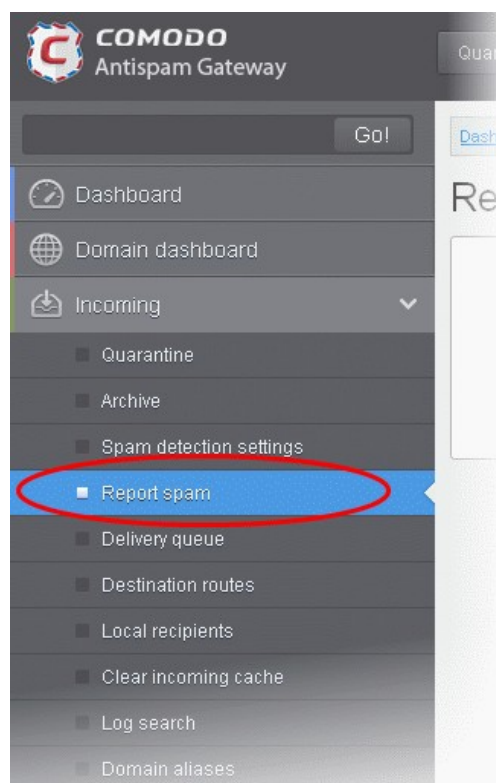 COMODO
Antispam Gateway
Go!
Dashboard
Domain dashboard
Incoming
Quarantine
Archive
Spam detection settings
Report spam
Delivery queue
Destination routes
Local recipients
Clear incoming cache
Log search
Domain aliases